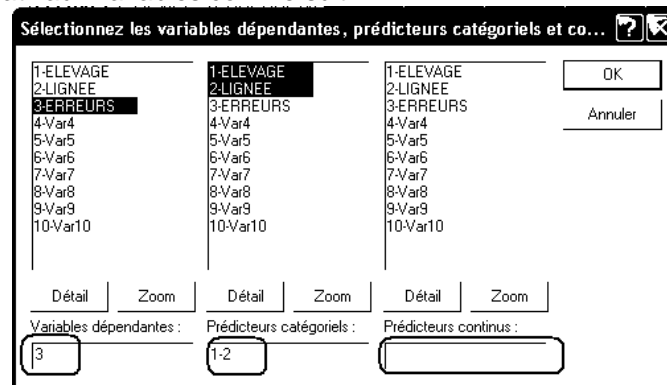 Sélectionnez les variables dépendantes, prédicteurs catégoriels et co...
1-ELEVAGE
2-LIGNEE
3-ERREURS
4-Var4
5-Var5
6-Var6
7-Var7
8-Var8
9-Var9
10-Var10
1-ELEVAGE
2-LIGNEE
3-ERREURS
4-Var4
5-Var5
6-Var6
7-Var7
8-Var8
9-Var9
10-Var10
1-ELEVAGE
2-LIGNEE
3-ERREURS
4-Var4
5-Var5
6-Var6
7-Var7
8-Var8
9-Var9
10-Var10
OK
Annuler
Détail Zoom Détail Zoom Détail Zoom
Variables dépendantes : Prédicteurs catégoriels : Prédicteurs continus :
3 1-2